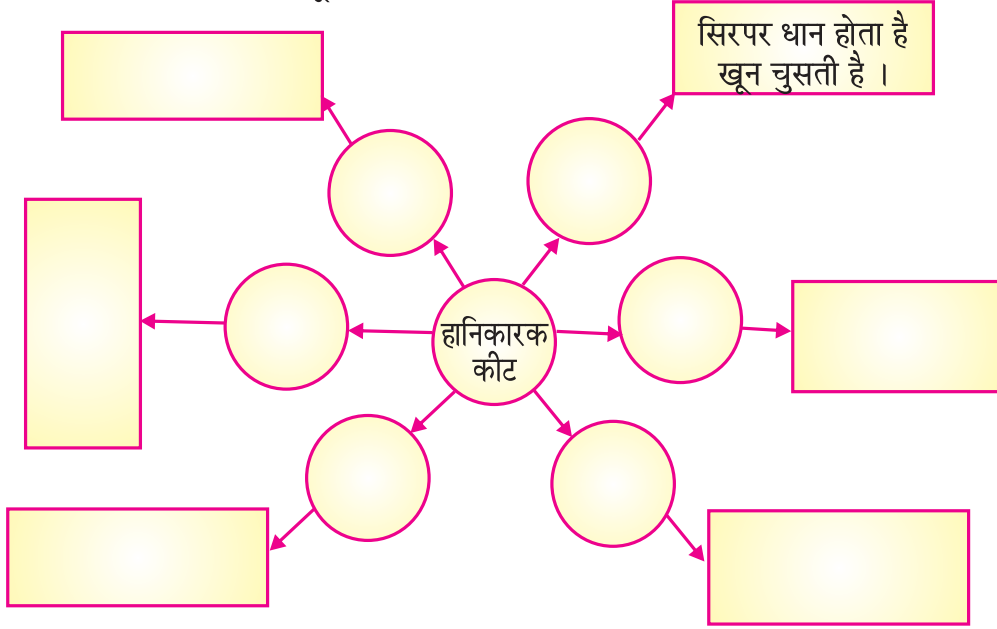 सिरपर धान होता है
खून चुसती है ।
हानिकारक
कीट